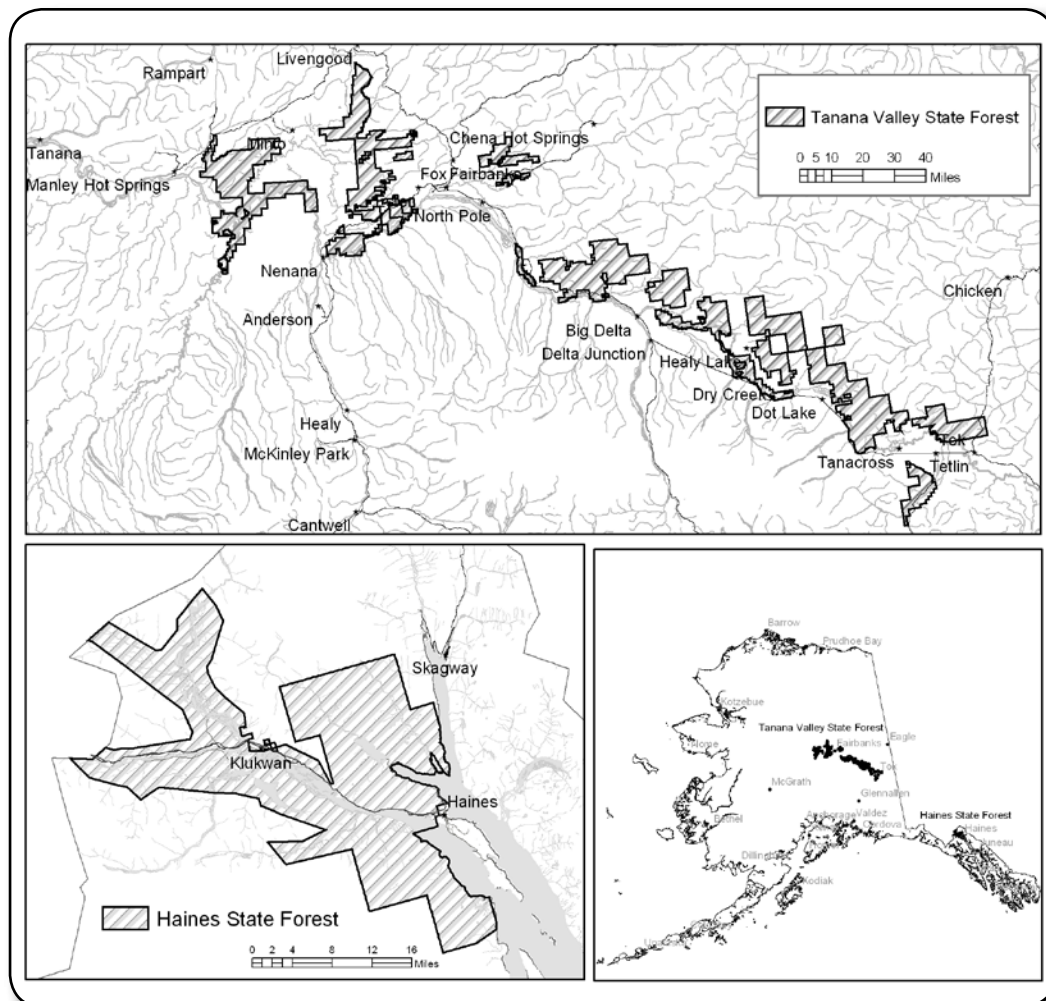 Livengood
Rampart
Tanana Valley State Forest
0 5 10 20 30 40
Miles
Chena Hot Springs
Minto
Tanana
Manley Hot Springs
Fox Fairbanks
North Pole
Nenana
Chicken
Anderson
Big Delta
Delta Junction
Healy Lake
Dry Creek
Dot Lake
Healy
McKinley Park
Tok
Tanacross
Tetlin
Cantwell
Skagway
Klukwan
Haines
Haines State Forest
0 2 4 8 12 16
Miles
Barrow
Prudhoe Bay
Kotzebue
Tanana Valley State Forest
Nome
Fairbanks
Eagle
Tok
McGrath
Glennallen
Bethel
Anchorage
Valdez
Cordova
Haines State Forest
Haines
Juneau
Dillingham
Kodiak